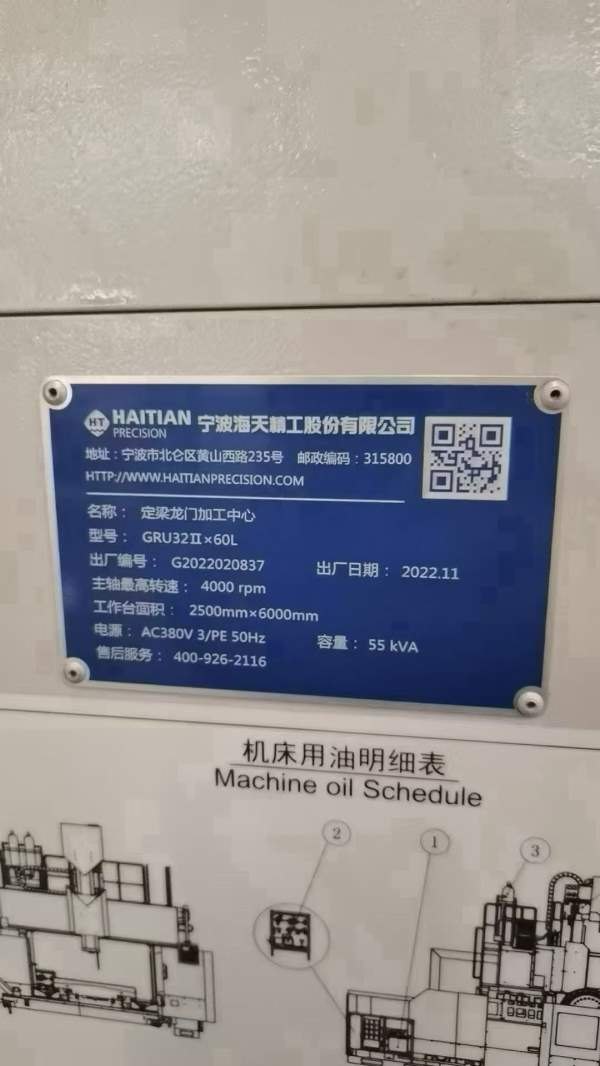 HT HAITIAN PRECISION 宁波海天精工股份有限公司
地址：宁波市北仑区黄山西路235号 邮政编码：315800
HTTP://WWW.HAITIANPRECISION.COM
名称： 定梁龙门加工中心
型号： GRU32Ⅱ×60L
出厂编号： G2022020837 出厂日期： 2022.11
主轴最高转速： 4000 rpm
工作台面积： 2500mm×6000mm
电源： AC380V 3/PE 50Hz 容量： 55 kVA
售后服务： 400-926-2116
机床用油明细表
Machine oil Schedule
2 1 3